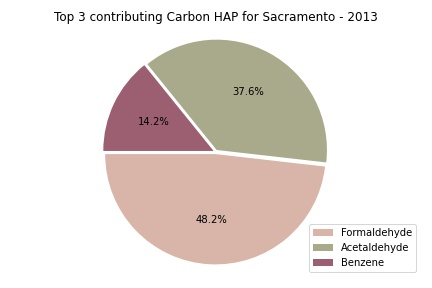 Top 3 contributing Carbon HAP for Sacramento - 2013
37.6%
14.2%
48.2%
Formaldehyde
Acetaldehyde
Benzene